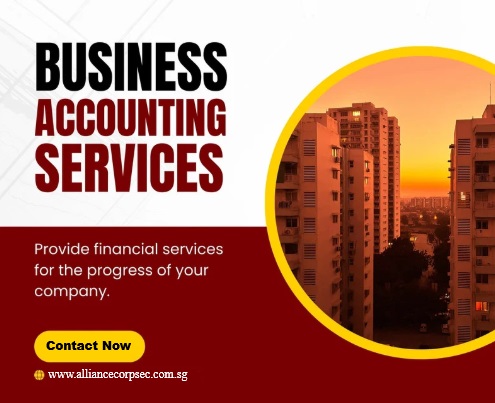 BUSINESS
ACCOUNTING
SERVICES
Provide financial services
for the progress of your
company.
Contact Now
www.alliancecorpsec.com.sg